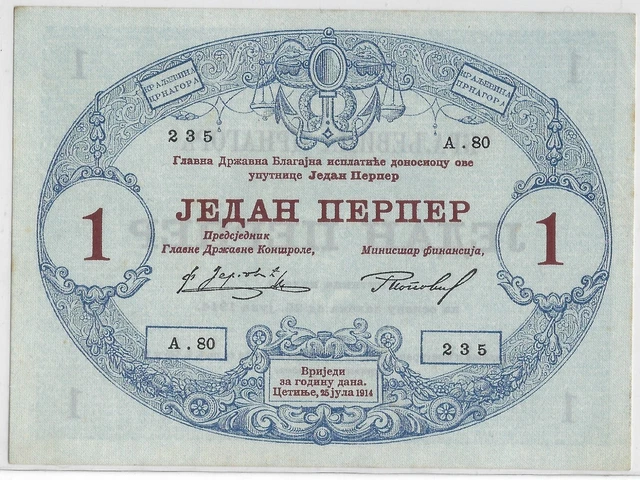 КРАЉЕВИНА
ЦРНАГОРА
КРАЉЕВИНА
ЦРНАГОРА
235
А.80
Главна Државна Благајна исплатиће доносиоцу ове
упутнице Један Перпер
1
ЈЕДАН ПЕРПЕР
1
Предсједник
Главне Државне Контроле,
Министар финансија,
А.80
235
Вриједи
за годину дана.
Цетиње, 25 јула 1914